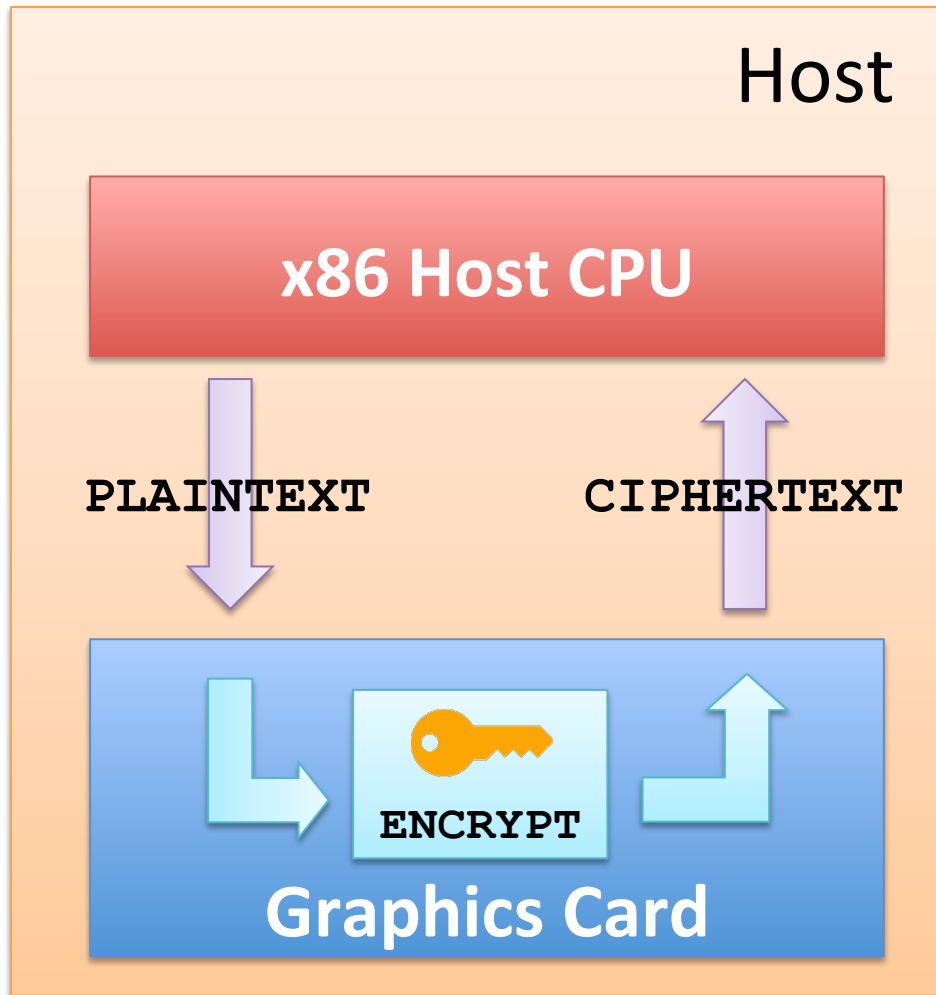 Host
x86 Host CPU
PLAINTEXT
CIPHERTEXT
ENCRYPT
Graphics Card